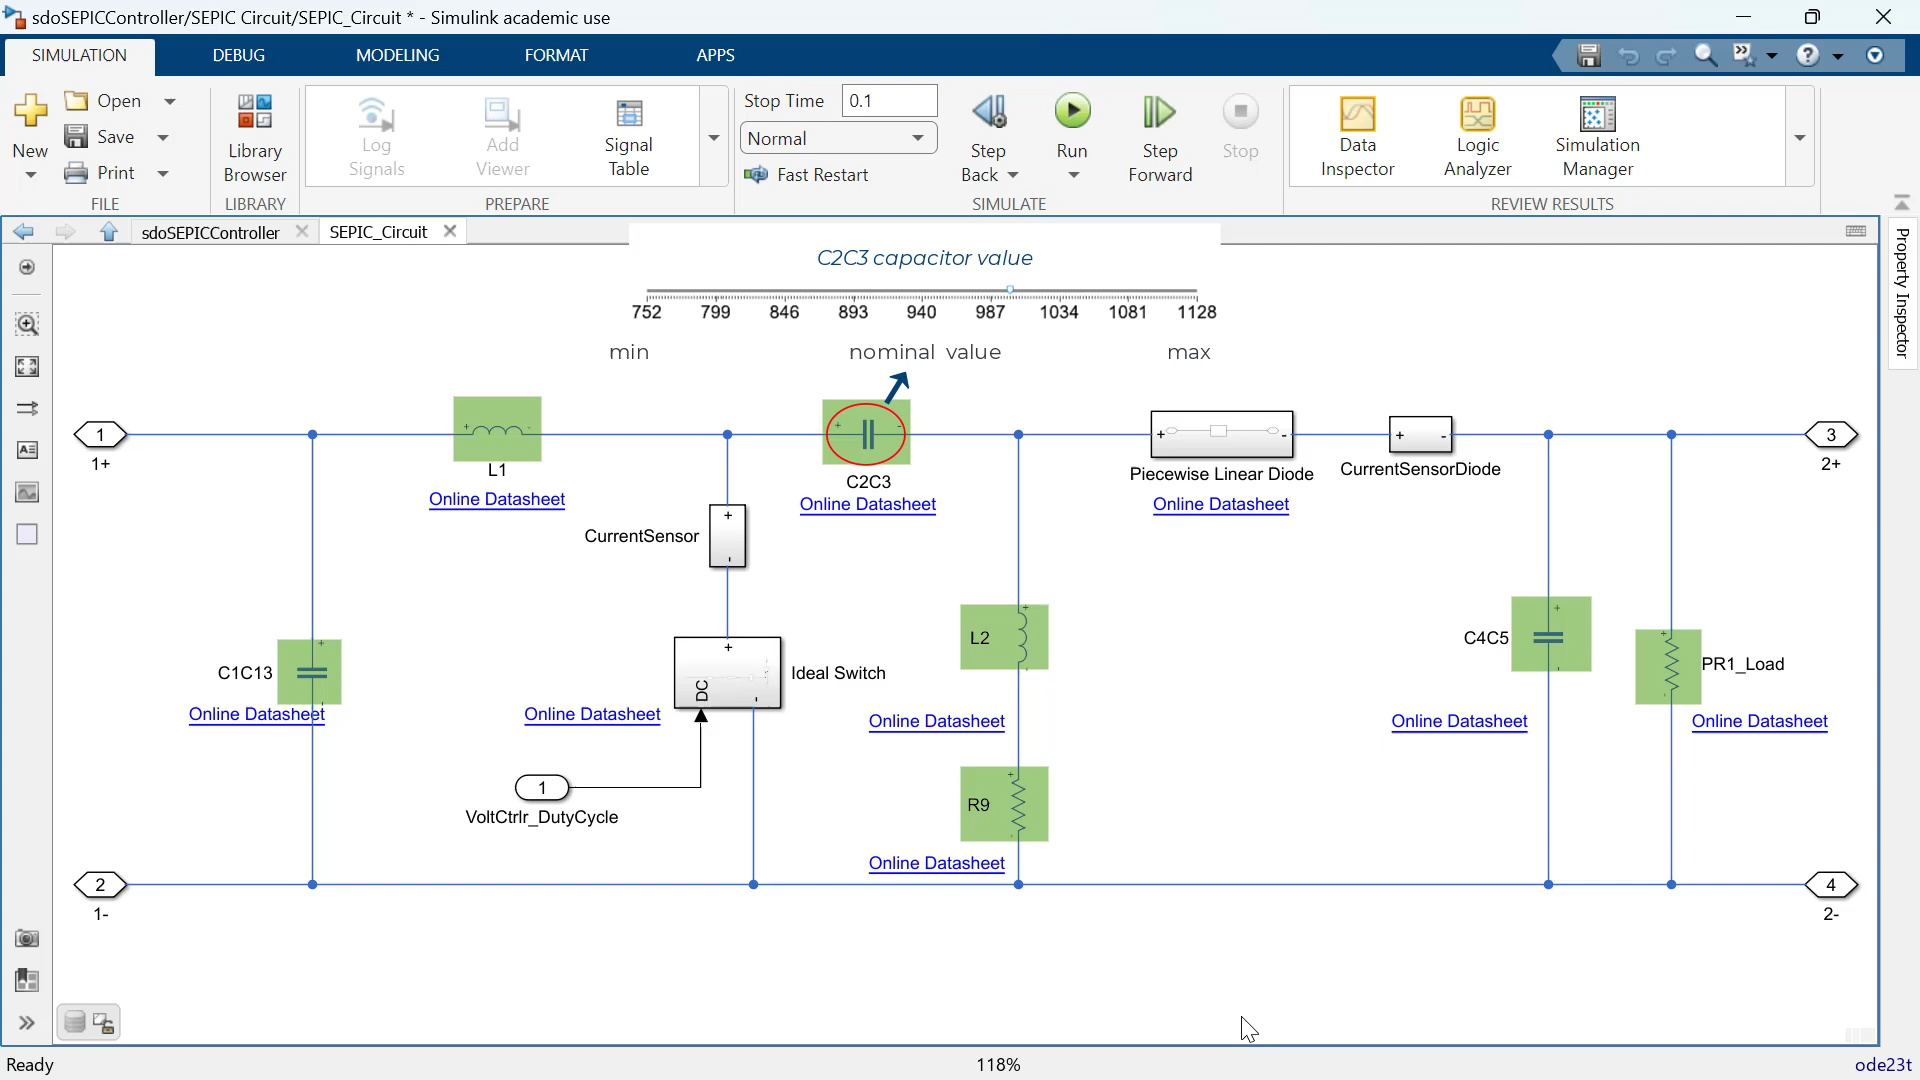 sdoSEPICController/SEPIC Circuit/SEPIC_Circuit * - Simulink academic use
SIMULATION DEBUG MODELING FORMAT APPS
New
Open
Save
Print
FILE
Library Browser
LIBRARY
Log Signals
Add Viewer
Signal Table
PREPARE
Stop Time 0.1
Normal
Fast Restart
Step Back
Run
Step Forward
Stop
SIMULATE
Data Inspector
Logic Analyzer
Simulation Manager
REVIEW RESULTS
sdoSEPICController SEPIC_Circuit
Property Inspector
C2C3 capacitor value
752 799 846 893 940 987 1034 1081 1128
min nominal value max
1
1+
L1
Online Datasheet
C2C3
Online Datasheet
Piecewise Linear Diode
Online Datasheet
CurrentSensorDiode
3
2+
CurrentSensor
C1C13
Online Datasheet
DC
Ideal Switch
Online Datasheet
L2
Online Datasheet
C4C5
Online Datasheet
PR1_Load
Online Datasheet
1
VoltCtrlr_DutyCycle
R9
Online Datasheet
2
1-
4
2-
Ready 118% ode23t